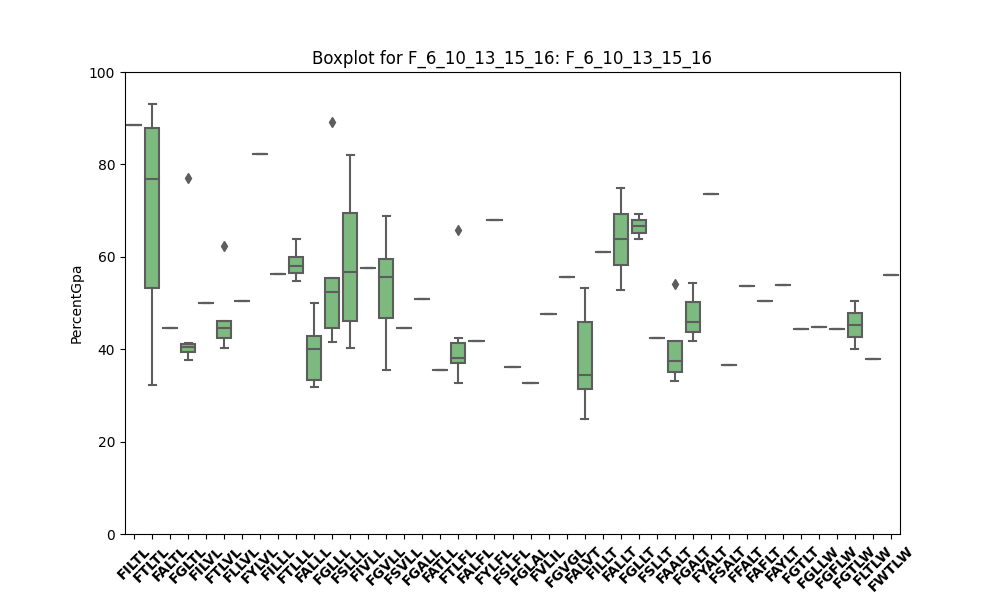 Boxplot for F_6_10_13_15_16: F_6_10_13_15_16
PercentGpa
100
80
60
40
20
0
FILTL
FTLTL
FALTL
FGLTL
FILVL
FTLVL
FLLVL
FYLVL
FILLL
FTLLL
FALLL
FGLLL
FSLLL
FIVLL
FGVLL
FSVLL
FGALL
FATLL
FTLFL
FALFL
FYLFL
FSLFL
FGLAL
FVLIL
FGVGL
FALVT
FILLT
FALLT
FGLLT
FSLLT
FAALT
FGALT
FYALT
FSALT
FFALT
FAFLT
FAYLT
FGTLT
FGLLW
FGFLW
FGTLW
FLTLW
FWTLW